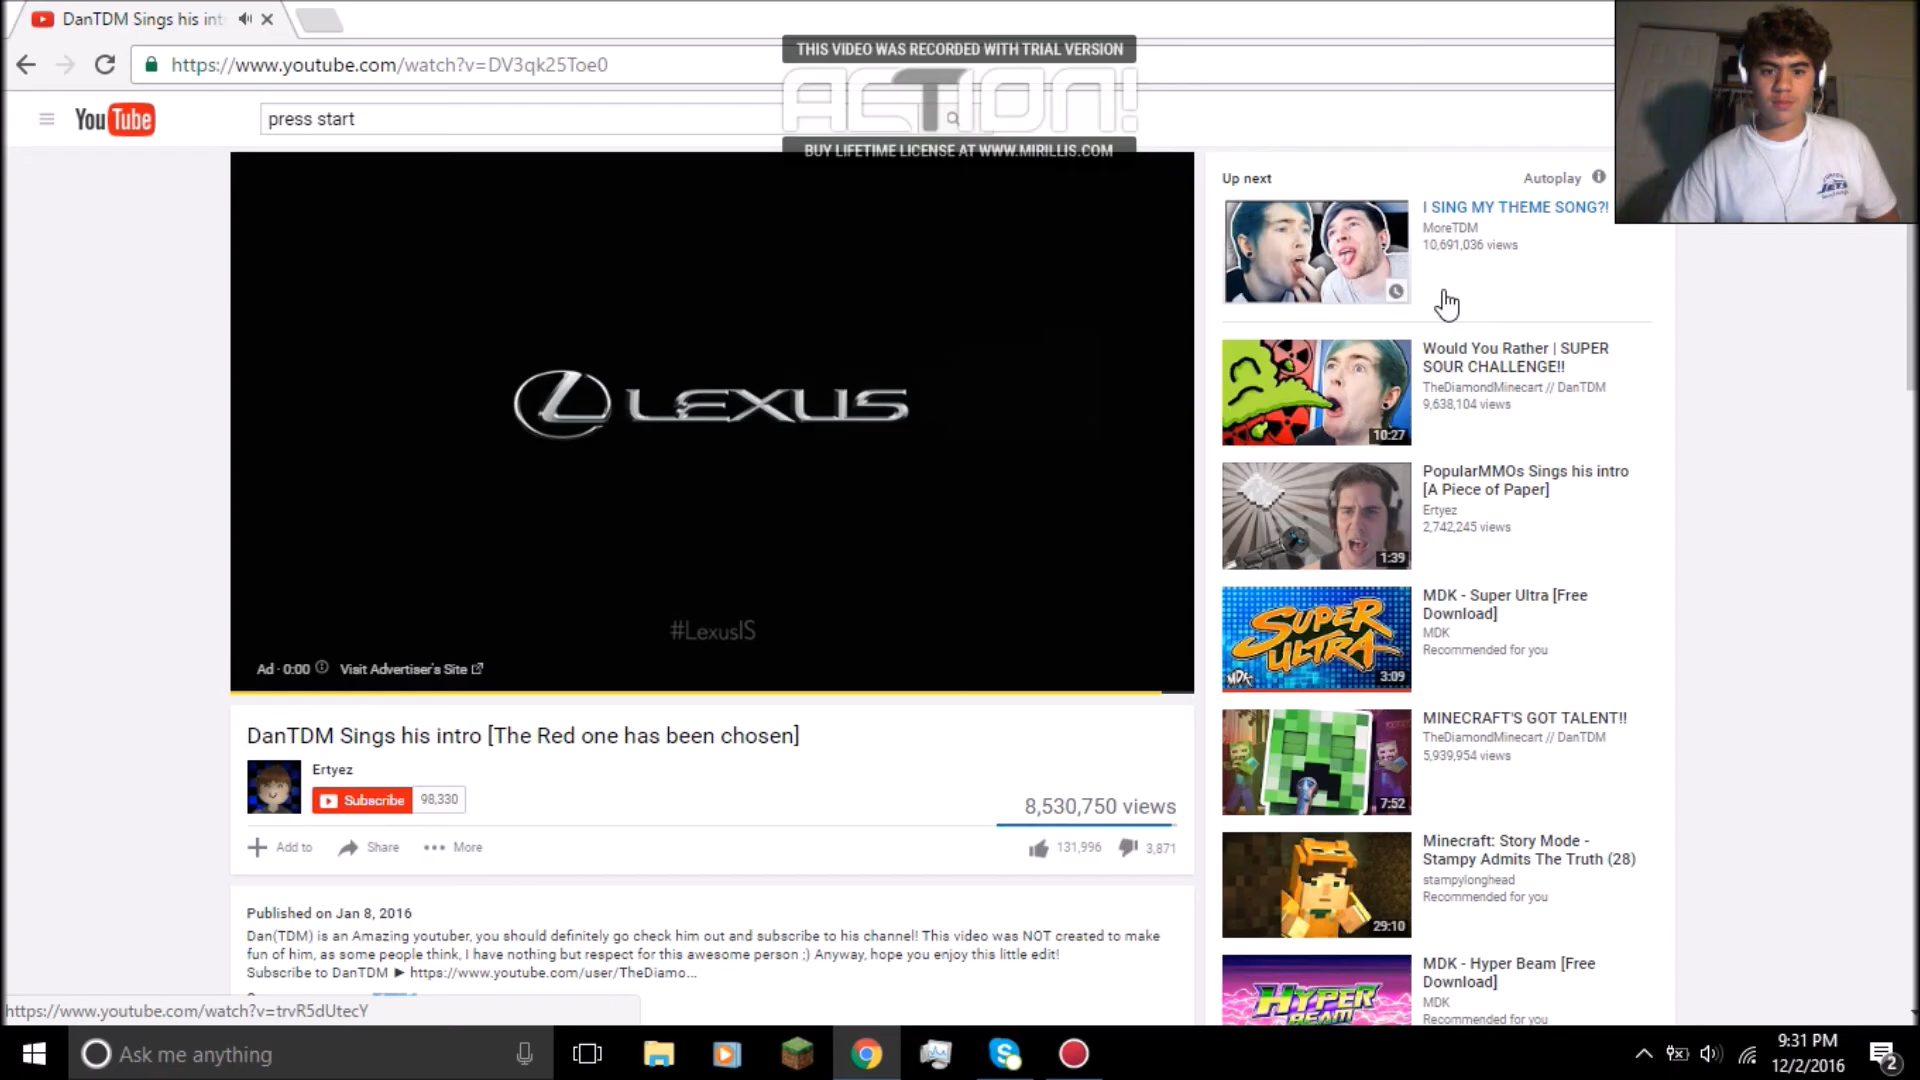 DanTDM Sings his int
https://www.youtube.com/watch?v=DV3qk25Toe0
THIS VIDEO WAS RECORDED WITH TRIAL VERSION
ACTION!
BUY LIFETIME LICENSE AT WWW.MIRILLIS.COM
YouTube
press start
JETS
LEXUS
#LexusIS
Ad · 0:00
Visit Advertiser's Site
DanTDM Sings his intro [The Red one has been chosen]
Ertyez
Subscribe 98,330
8,530,750 views
Add to Share More
131,996 3,871
Published on Jan 8, 2016
Dan(TDM) is an Amazing youtuber, you should definitely go check him out and subscribe to his channel! This video was NOT created to make
fun of him, as some people think, I have nothing but respect for this awesome person ;) Anyway, hope you enjoy this little edit!
Subscribe to DanTDM ► https://www.youtube.com/user/TheDiamo...
Up next
Autoplay
I SING MY THEME SONG?!
MoreTDM
10,691,036 views
Would You Rather | SUPER
SOUR CHALLENGE!!
TheDiamondMinecart // DanTDM
9,638,104 views
10:27
PopularMMOs Sings his intro
[A Piece of Paper]
Ertyez
2,742,245 views
1:39
MDK - Super Ultra [Free
Download]
MDK
Recommended for you
SUPER
ULTRA
MDK
3:09
MINECRAFT'S GOT TALENT!!
TheDiamondMinecart // DanTDM
5,939,954 views
7:52
Minecraft: Story Mode -
Stampy Admits The Truth (28)
stampylonghead
Recommended for you
29:10
MDK - Hyper Beam [Free
Download]
MDK
Recommended for you
HYPER
BEAM
https://www.youtube.com/watch?v=trvR5dUtecY
Ask me anything
9:31 PM
12/2/2016
2